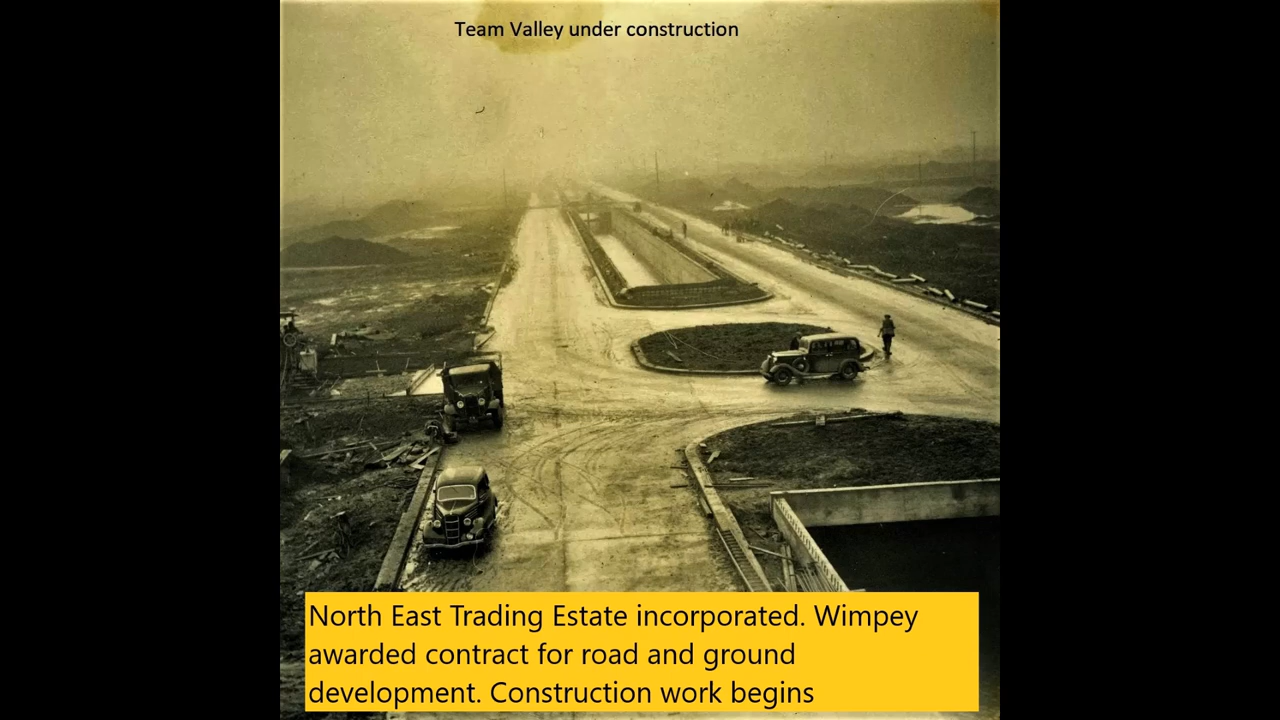 Team Valley under construction
North East Trading Estate incorporated. Wimpey
awarded contract for road and ground
development. Construction work begins